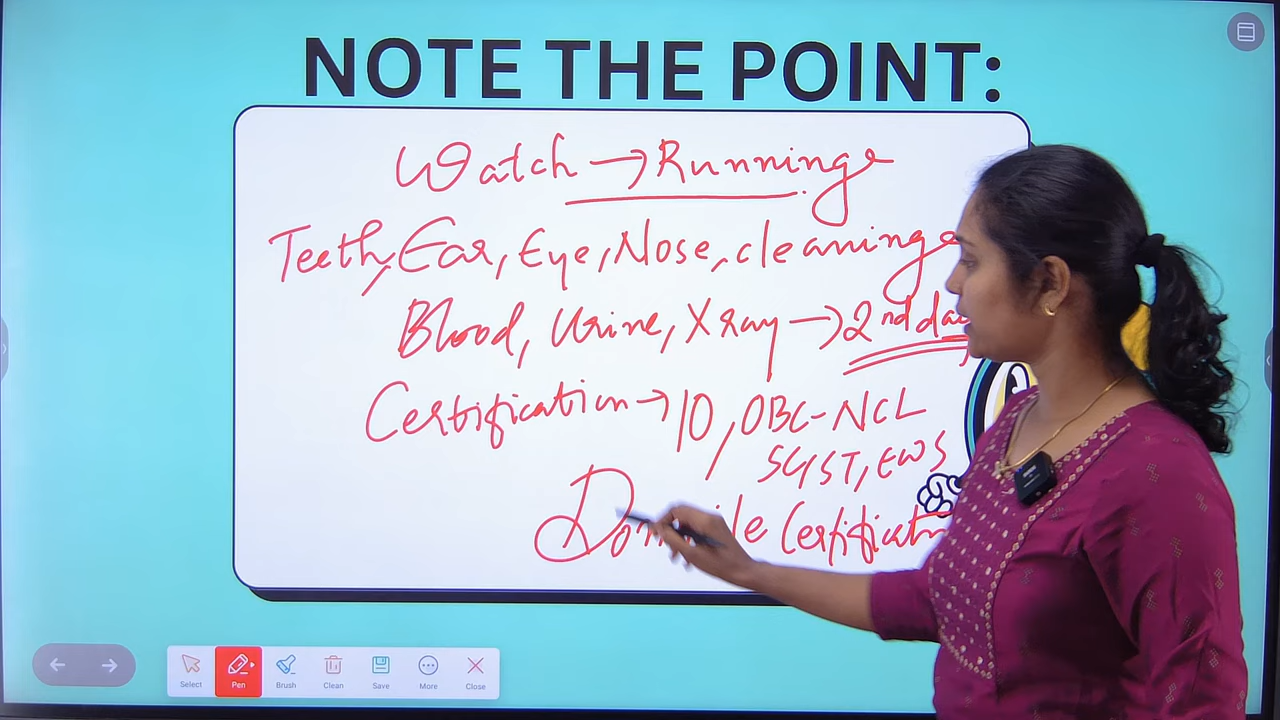 NOTE THE POINT:
Watch → Running
Teeth, Ear, Eye, Nose, cleaning
Blood, Urine, X ray → 2nd day
Certification → 10, OBC-NCL
SC/ST, EWS
Domicile Certificate
Select Pen Brush Clean Save More Close